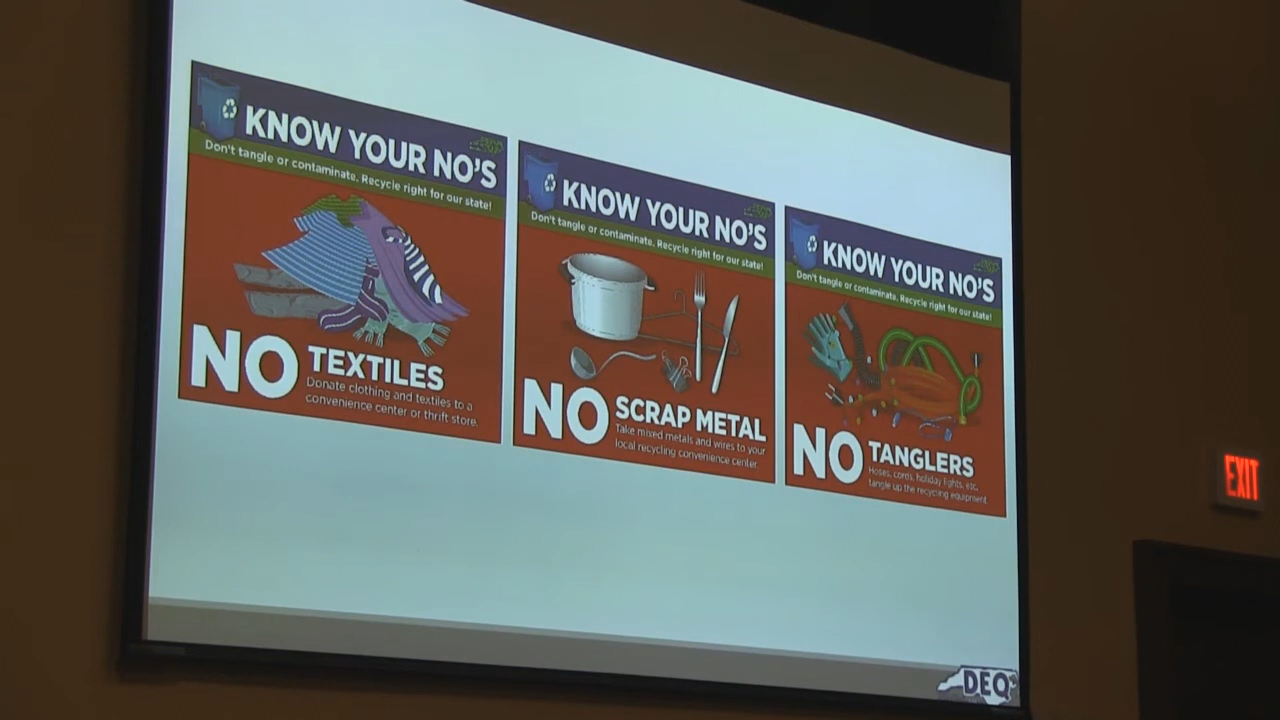 KNOW YOUR NO'S
Don't tangle or contaminate. Recycle right for our state!
NO
TEXTILES
Donate clothing and textiles to a
convenience center or thrift store.
KNOW YOUR NO'S
Don't tangle or contaminate. Recycle right for our state!
NO
SCRAP METAL
Take mixed metals and wires to your
local recycling convenience center.
KNOW YOUR NO'S
Don't tangle or contaminate. Recycle right for our state!
NO
TANGLERS
Hoses, cords, holiday lights, etc.
tangle up the recycling equipment.
DEQ
EXIT